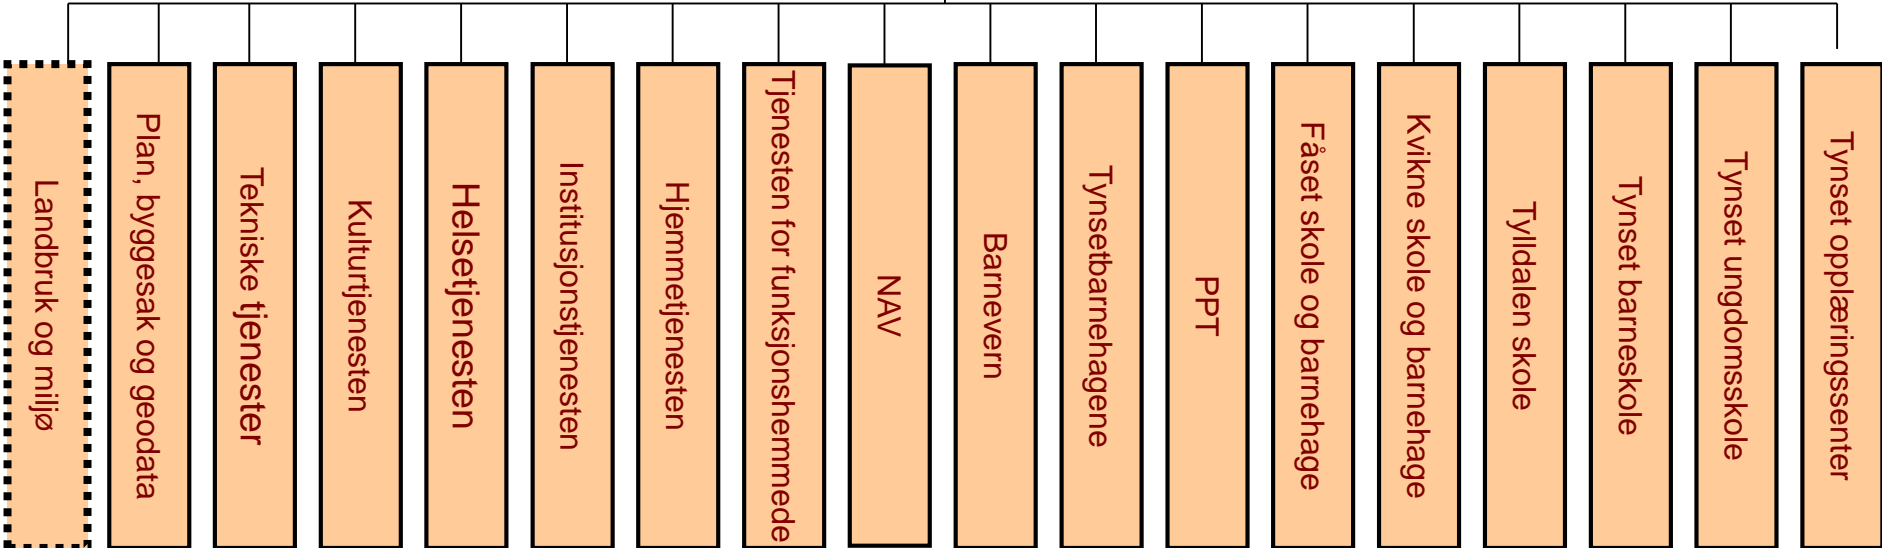 Landbruk og miljø
Plan, byggesak og geodata
Tekniske tjenester
Kulturtjenesten
Helsetjenesten
Institusjonstjenesten
Hjemmetjenesten
Tjenesten for funksjonshemmede
NAV
Barnevern
Tynsetbarnehagene
PPT
Fåset skole og barnehage
Kvikne skole og barnehage
Tylldalen skole
Tynset barneskole
Tynset ungdomsskole
Tynset opplæringssenter